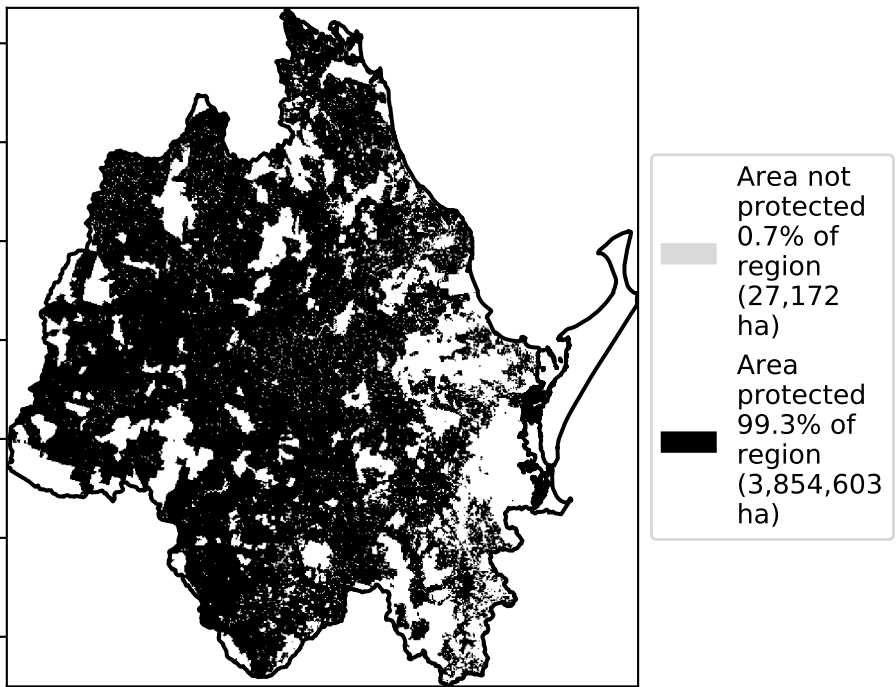 Area not
protected
0.7% of
region
(27,172
ha)
Area
protected
99.3% of
region
(3,854,603
ha)